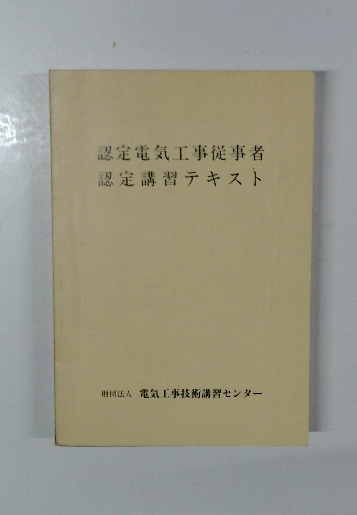 認定電気工事従事者
認定講習テキスト
財団法人 電気工事技術講習センター